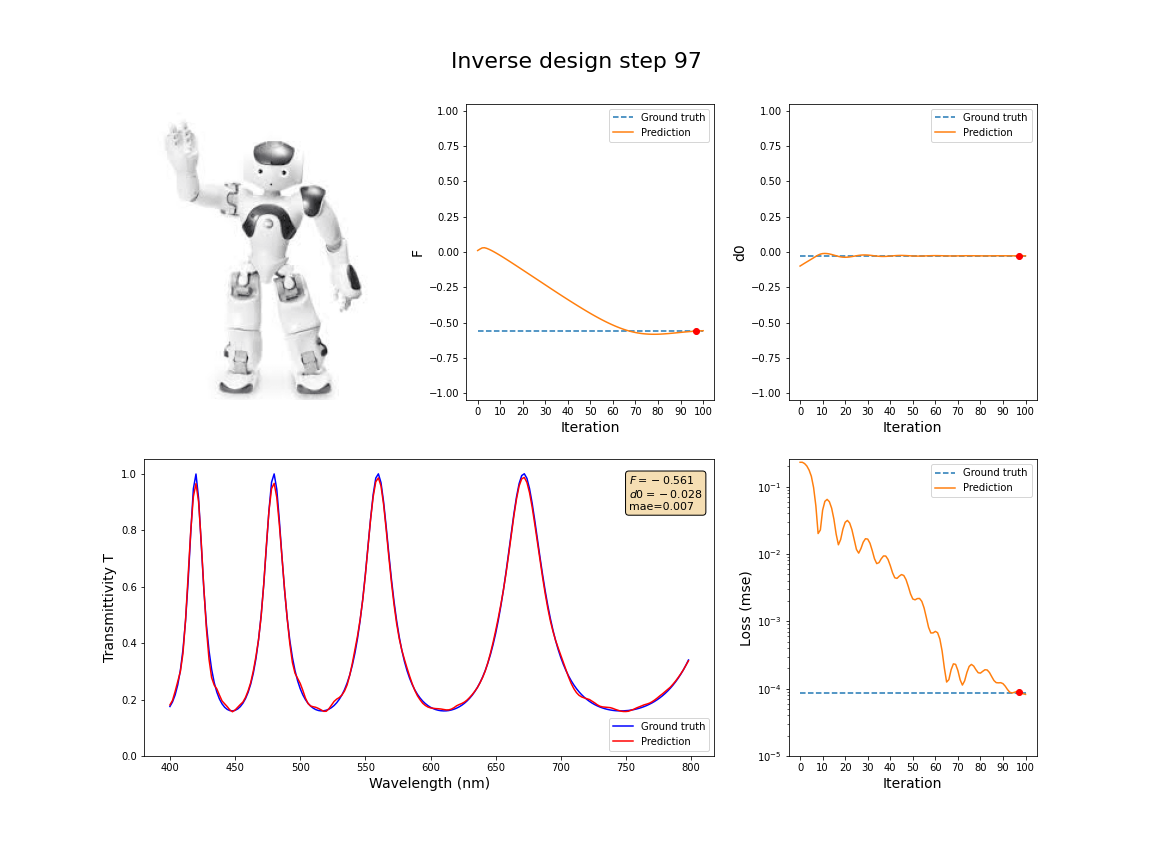 Inverse design step 97
1.00
0.75
0.50
0.25
0.00
−0.25
−0.50
−0.75
−1.00
F
0 10 20 30 40 50 60 70 80 90 100
Iteration
Ground truth
Prediction
1.00
0.75
0.50
0.25
0.00
−0.25
−0.50
−0.75
−1.00
d0
0 10 20 30 40 50 60 70 80 90 100
Iteration
Ground truth
Prediction
1.0
0.8
0.6
0.4
0.2
0.0
Transmittivity T
400 450 500 550 600 650 700 750 800
Wavelength (nm)
F = − 0.561
d0 = − 0.028
mae=0.007
Ground truth
Prediction
10⁻¹
10⁻²
10⁻³
10⁻⁴
10⁻⁵
Loss (mse)
0 10 20 30 40 50 60 70 80 90 100
Iteration
Ground truth
Prediction